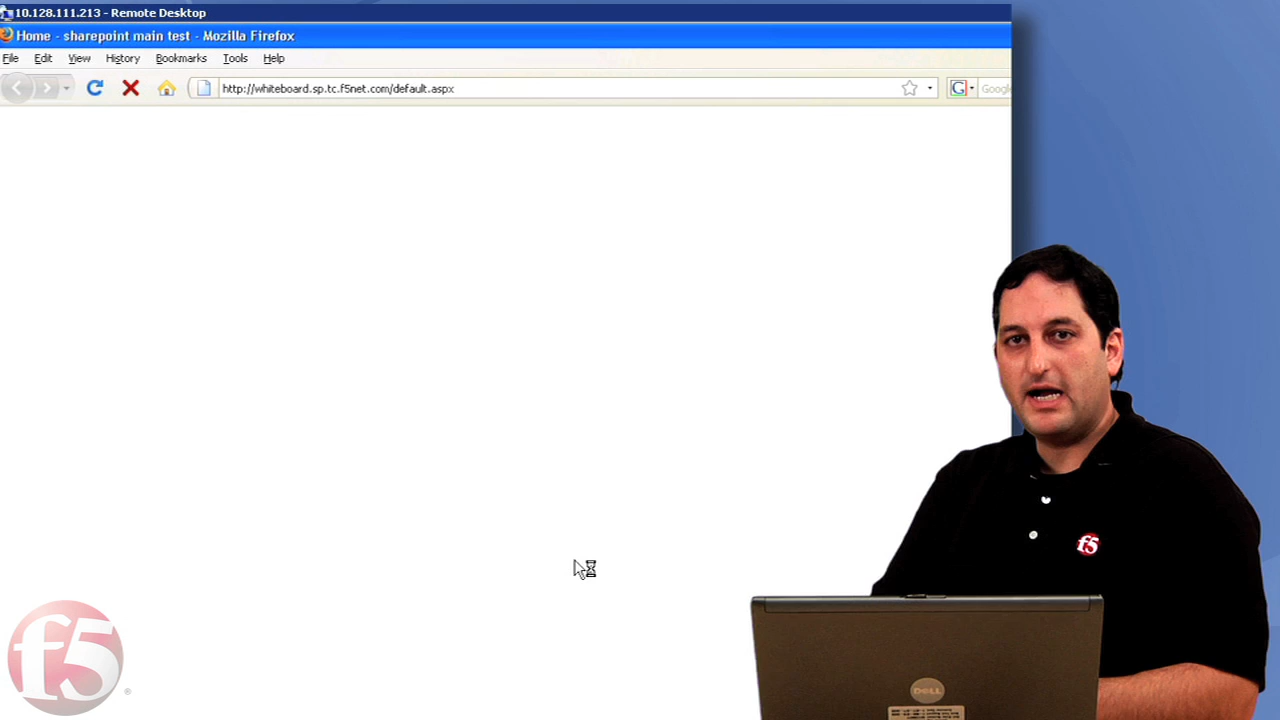 10.128.111.213 - Remote Desktop
Home - sharepoint main test - Mozilla Firefox
File Edit View History Bookmarks Tools Help
http://whiteboard.sp.tc.f5net.com/default.aspx
G Google
f5
DELL
f5 ®